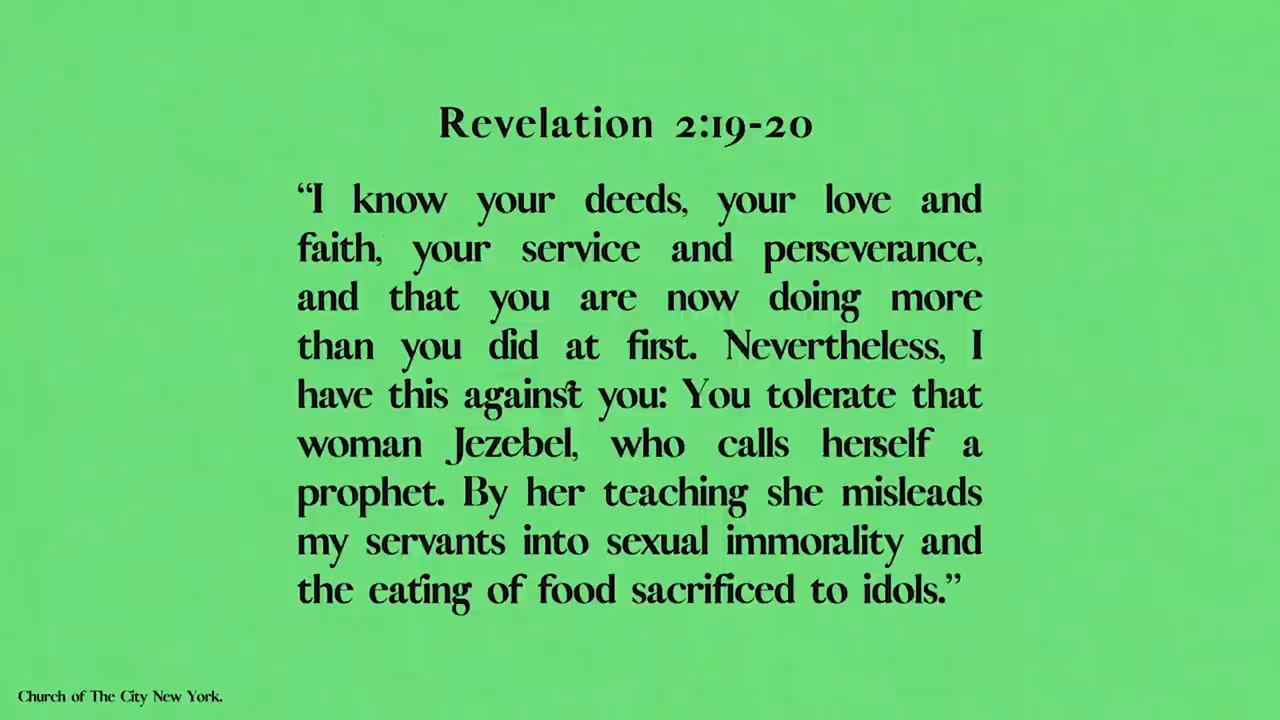 Revelation 2:19-20
“I know your deeds, your love and
faith, your service and perseverance,
and that you are now doing more
than you did at first. Nevertheless, I
have this against you: You tolerate that
woman Jezebel, who calls herself a
prophet. By her teaching she misleads
my servants into sexual immorality and
the eating of food sacrificed to idols.”
Church of The City New York.